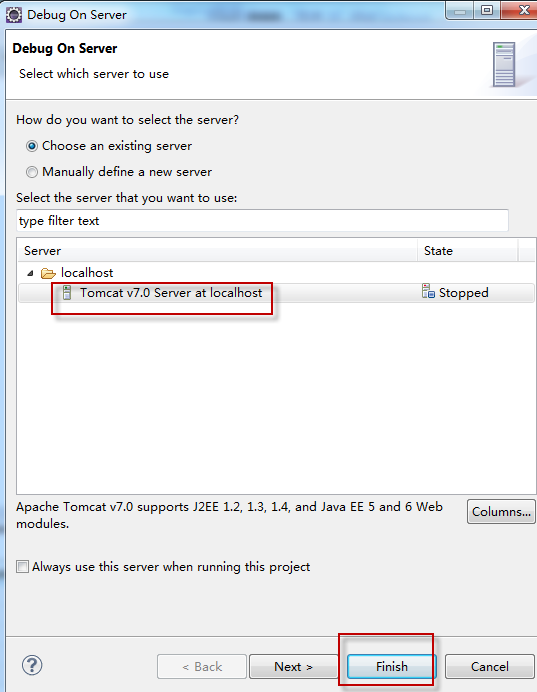 Debug On Server
Debug On Server
Select which server to use
How do you want to select the server?
Choose an existing server
Manually define a new server
Select the server that you want to use:
type filter text
Server State
localhost
Tomcat v7.0 Server at localhost Stopped
Apache Tomcat v7.0 supports J2EE 1.2, 1.3, 1.4, and Java EE 5 and 6 Web
modules.
Columns...
Always use this server when running this project
? < Back Next > Finish Cancel